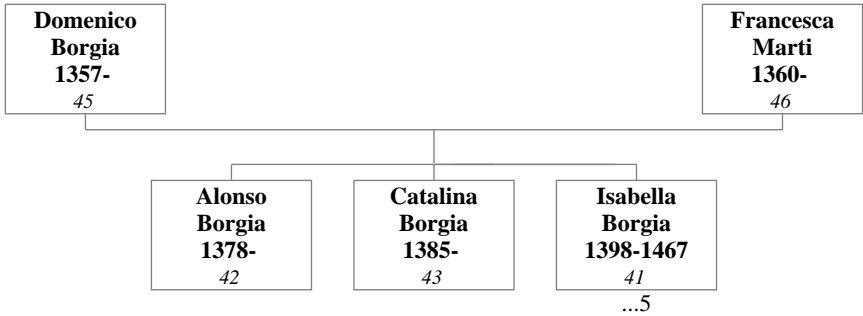 Domenico
Borgia
1357-
45
Francesca
Marti
1360-
46
Alonso
Borgia
1378-
42
Catalina
Borgia
1385-
43
Isabella
Borgia
1398-1467
41
...5